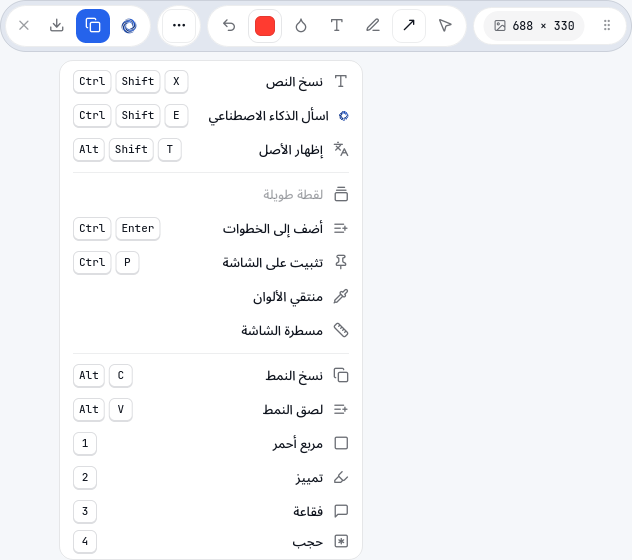 688 × 330
نسخ النص Ctrl Shift X
اسأل الذكاء الاصطناعي Ctrl Shift E
إظهار الأصل Alt Shift T
لقطة طويلة
أضف إلى الخطوات Ctrl Enter
تثبيت على الشاشة Ctrl P
منتقي الألوان
مسطرة الشاشة
نسخ النمط Alt C
لصق النمط Alt V
مربع أحمر 1
تمييز 2
فقاعة 3
حجب 4